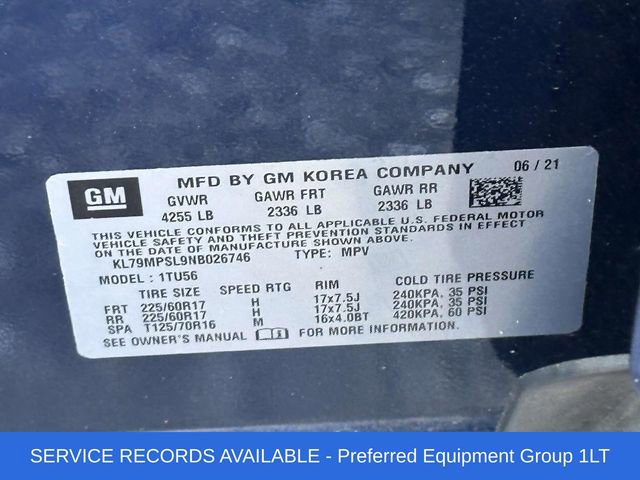 GM
MFD BY GM KOREA COMPANY 06 / 21
GVWR GAWR FRT GAWR RR
4255 LB 2336 LB 2336 LB
THIS VEHICLE CONFORMS TO ALL APPLICABLE U.S. FEDERAL MOTOR
VEHICLE SAFETY AND THEFT PREVENTION STANDARDS IN EFFECT
ON THE DATE OF MANUFACTURE SHOWN ABOVE.
KL79MPSL9NB026746 TYPE: MPV
MODEL : 1TU56
TIRE SIZE SPEED RTG RIM COLD TIRE PRESSURE
FRT 225/60R17 H 17x7.5J 240KPA, 35 PSI
RR 225/60R17 H 17x7.5J 240KPA, 35 PSI
SPA T125/70R16 M 16x4.0BT 420KPA, 60 PSI
SEE OWNER'S MANUAL FOR MORE INFORMATION.
SERVICE RECORDS AVAILABLE - Preferred Equipment Group 1LT